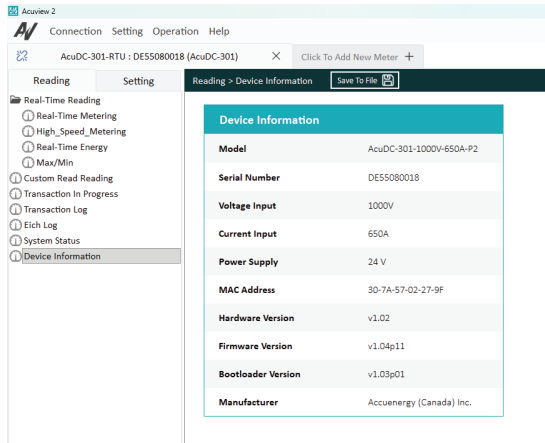 Acuview 2
Connection Setting Operation Help
AcuDC-301-RTU : DE55080018 (AcuDC-301) × Click To Add New Meter +
Reading Setting
Reading > Device Information Save To File
Real-Time Reading
Real-Time Metering
High_Speed_Metering
Real-Time Energy
Max/Min
Custom Read Reading
Transaction In Progress
Transaction Log
Eich Log
System Status
Device Information
Device Information
Model AcuDC-301-1000V-650A-P2
Serial Number DE55080018
Voltage Input 1000V
Current Input 650A
Power Supply 24 V
MAC Address 30-7A-57-02-27-9F
Hardware Version v1.02
Firmware Version v1.04p11
Bootloader Version v1.03p01
Manufacturer Accuenergy (Canada) Inc.